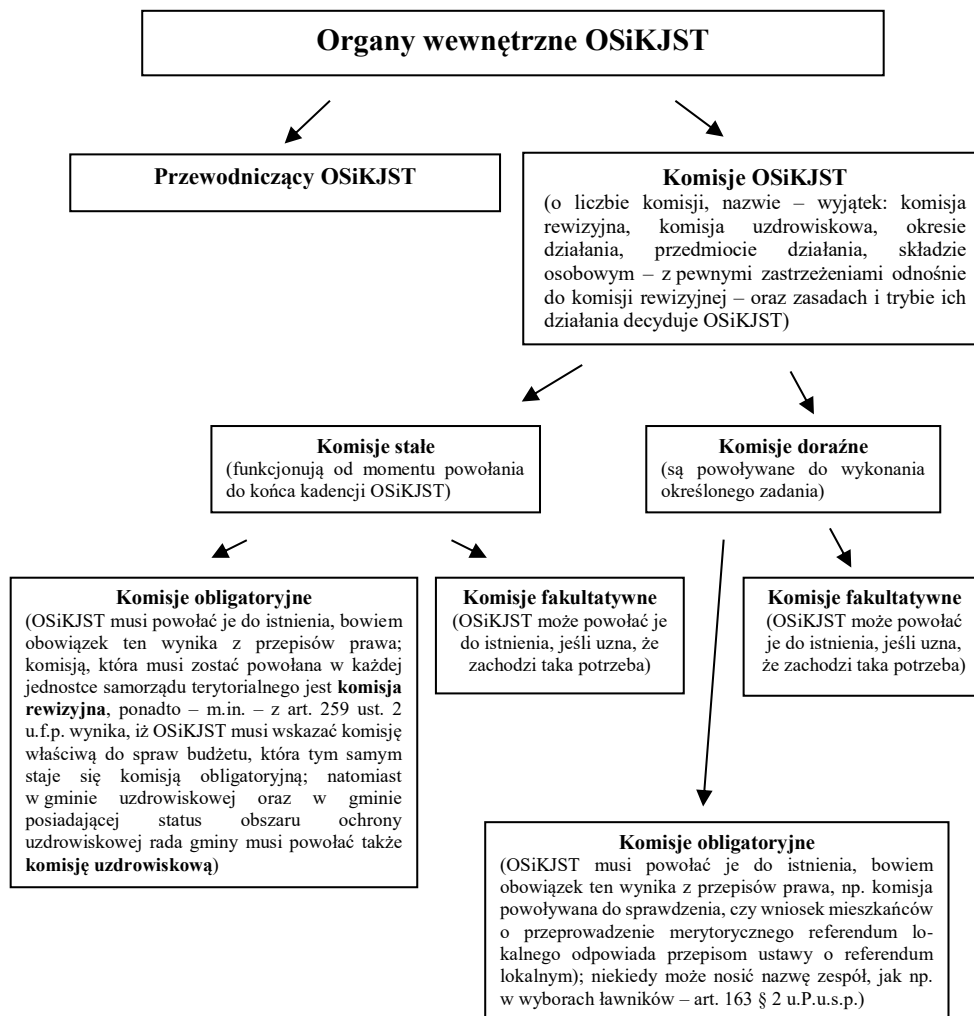 Organy wewnętrzne OSiKJST
Przewodniczący OSiKJST
Komisje OSiKJST
(o liczbie komisji, nazwie – wyjątek: komisja
rewizyjna, komisja uzdrowiskowa, okresie
działania, przedmiocie działania, składzie
osobowym – z pewnymi zastrzeżeniami odnośnie
do komisji rewizyjnej – oraz zasadach i trybie ich
działania decyduje OSiKJST)
Komisje stałe
(funkcjonują od momentu powołania
do końca kadencji OSiKJST)
Komisje doraźne
(są powoływane do wykonania
określonego zadania)
Komisje obligatoryjne
(OSiKJST musi powołać je do istnienia, bowiem
obowiązek ten wynika z przepisów prawa;
komisją, która musi zostać powołana w każdej
jednostce samorządu terytorialnego jest komisja
rewizyjna, ponadto – m.in. – z art. 259 ust. 2
u.f.p. wynika, iż OSiKJST musi wskazać komisję
właściwą do spraw budżetu, która tym samym
staje się komisją obligatoryjną; natomiast
w gminie uzdrowiskowej oraz w gminie
posiadającej status obszaru ochrony
uzdrowiskowej rada gminy musi powołać także
komisję uzdrowiskową)
Komisje fakultatywne
(OSiKJST może powołać je
do istnienia, jeśli uzna, że
zachodzi taka potrzeba)
Komisje fakultatywne
(OSiKJST może powołać
je do istnienia, jeśli uzna,
że zachodzi taka potrzeba)
Komisje obligatoryjne
(OSiKJST musi powołać je do istnienia, bowiem
obowiązek ten wynika z przepisów prawa, np. komisja
powoływana do sprawdzenia, czy wniosek mieszkańców
o przeprowadzenie merytorycznego referendum lo-
kalnego odpowiada przepisom ustawy o referendum
lokalnym); niekiedy może nosić nazwę zespół, jak np.
w wyborach ławników – art. 163 § 2 u.P.u.s.p.)